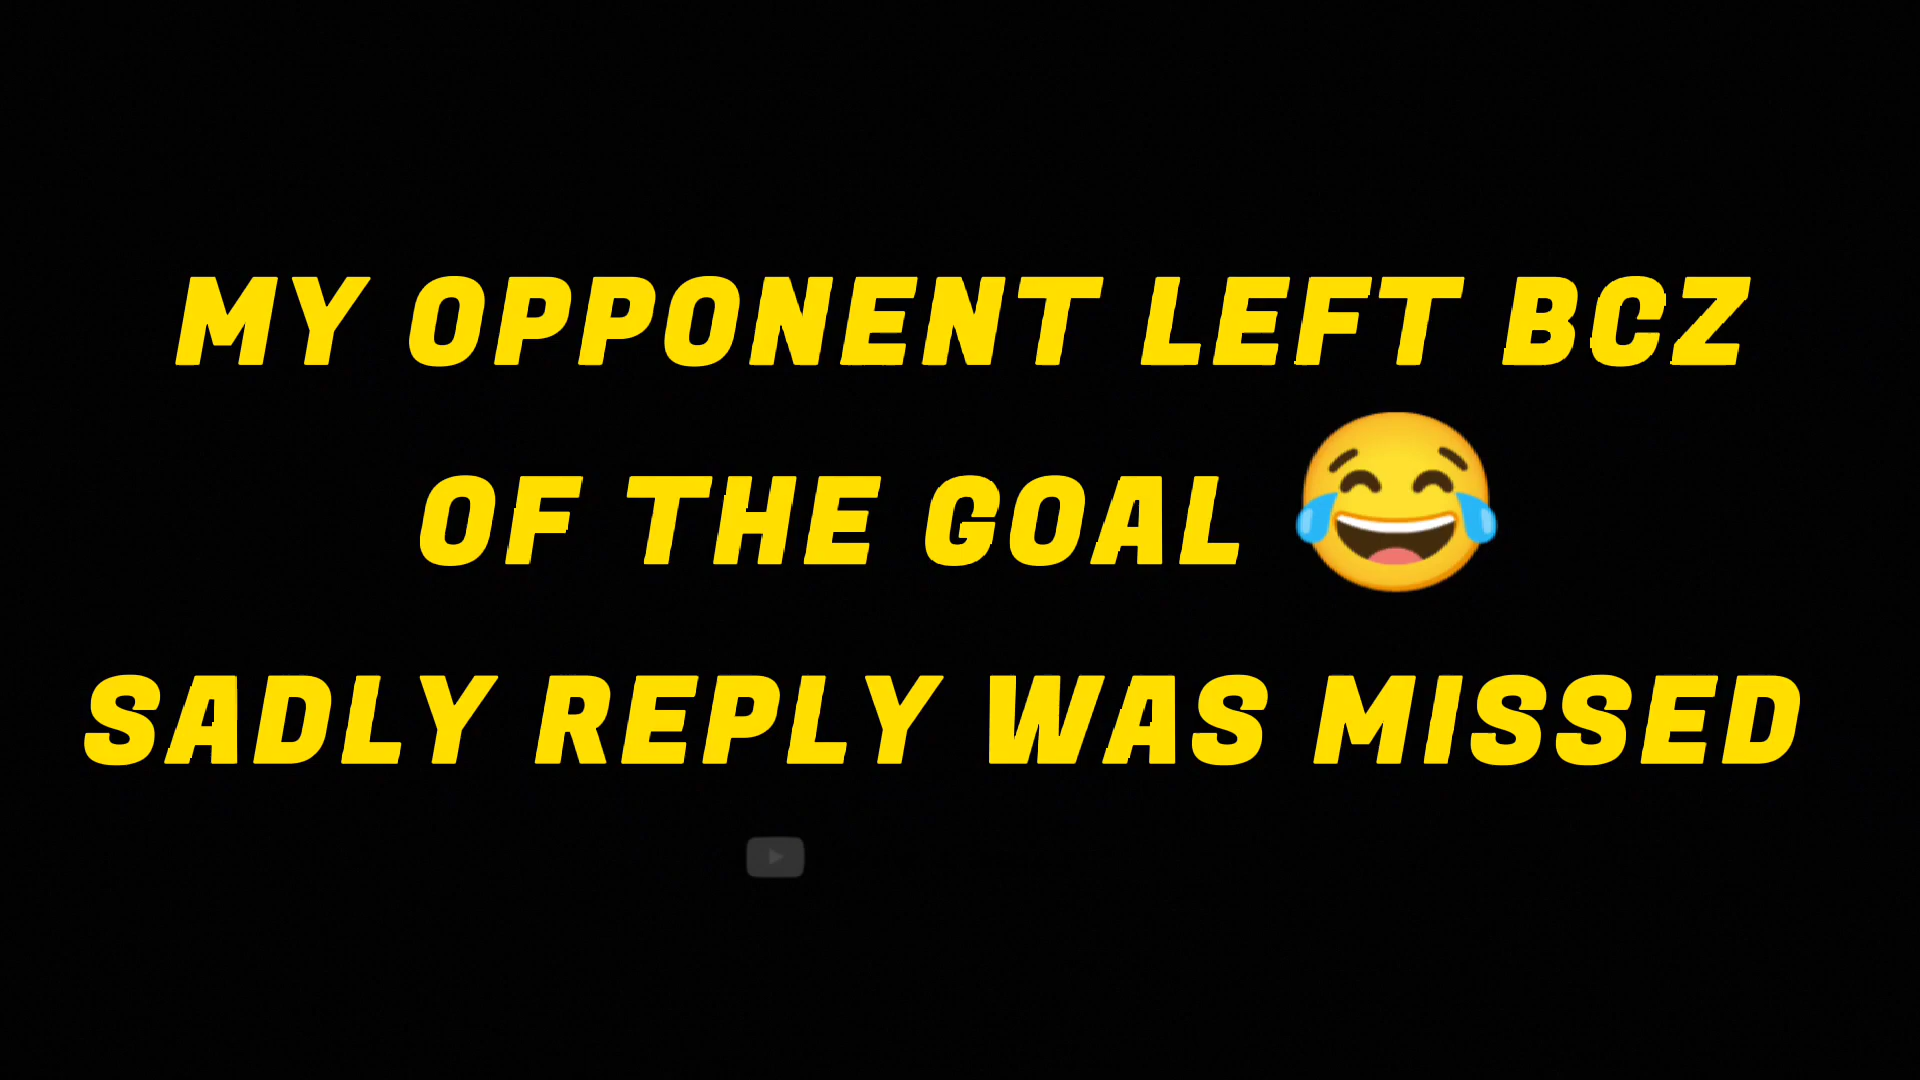 MY OPPONENT LEFT BCZ
OF THE GOAL 😂
SADLY REPLY WAS MISSED